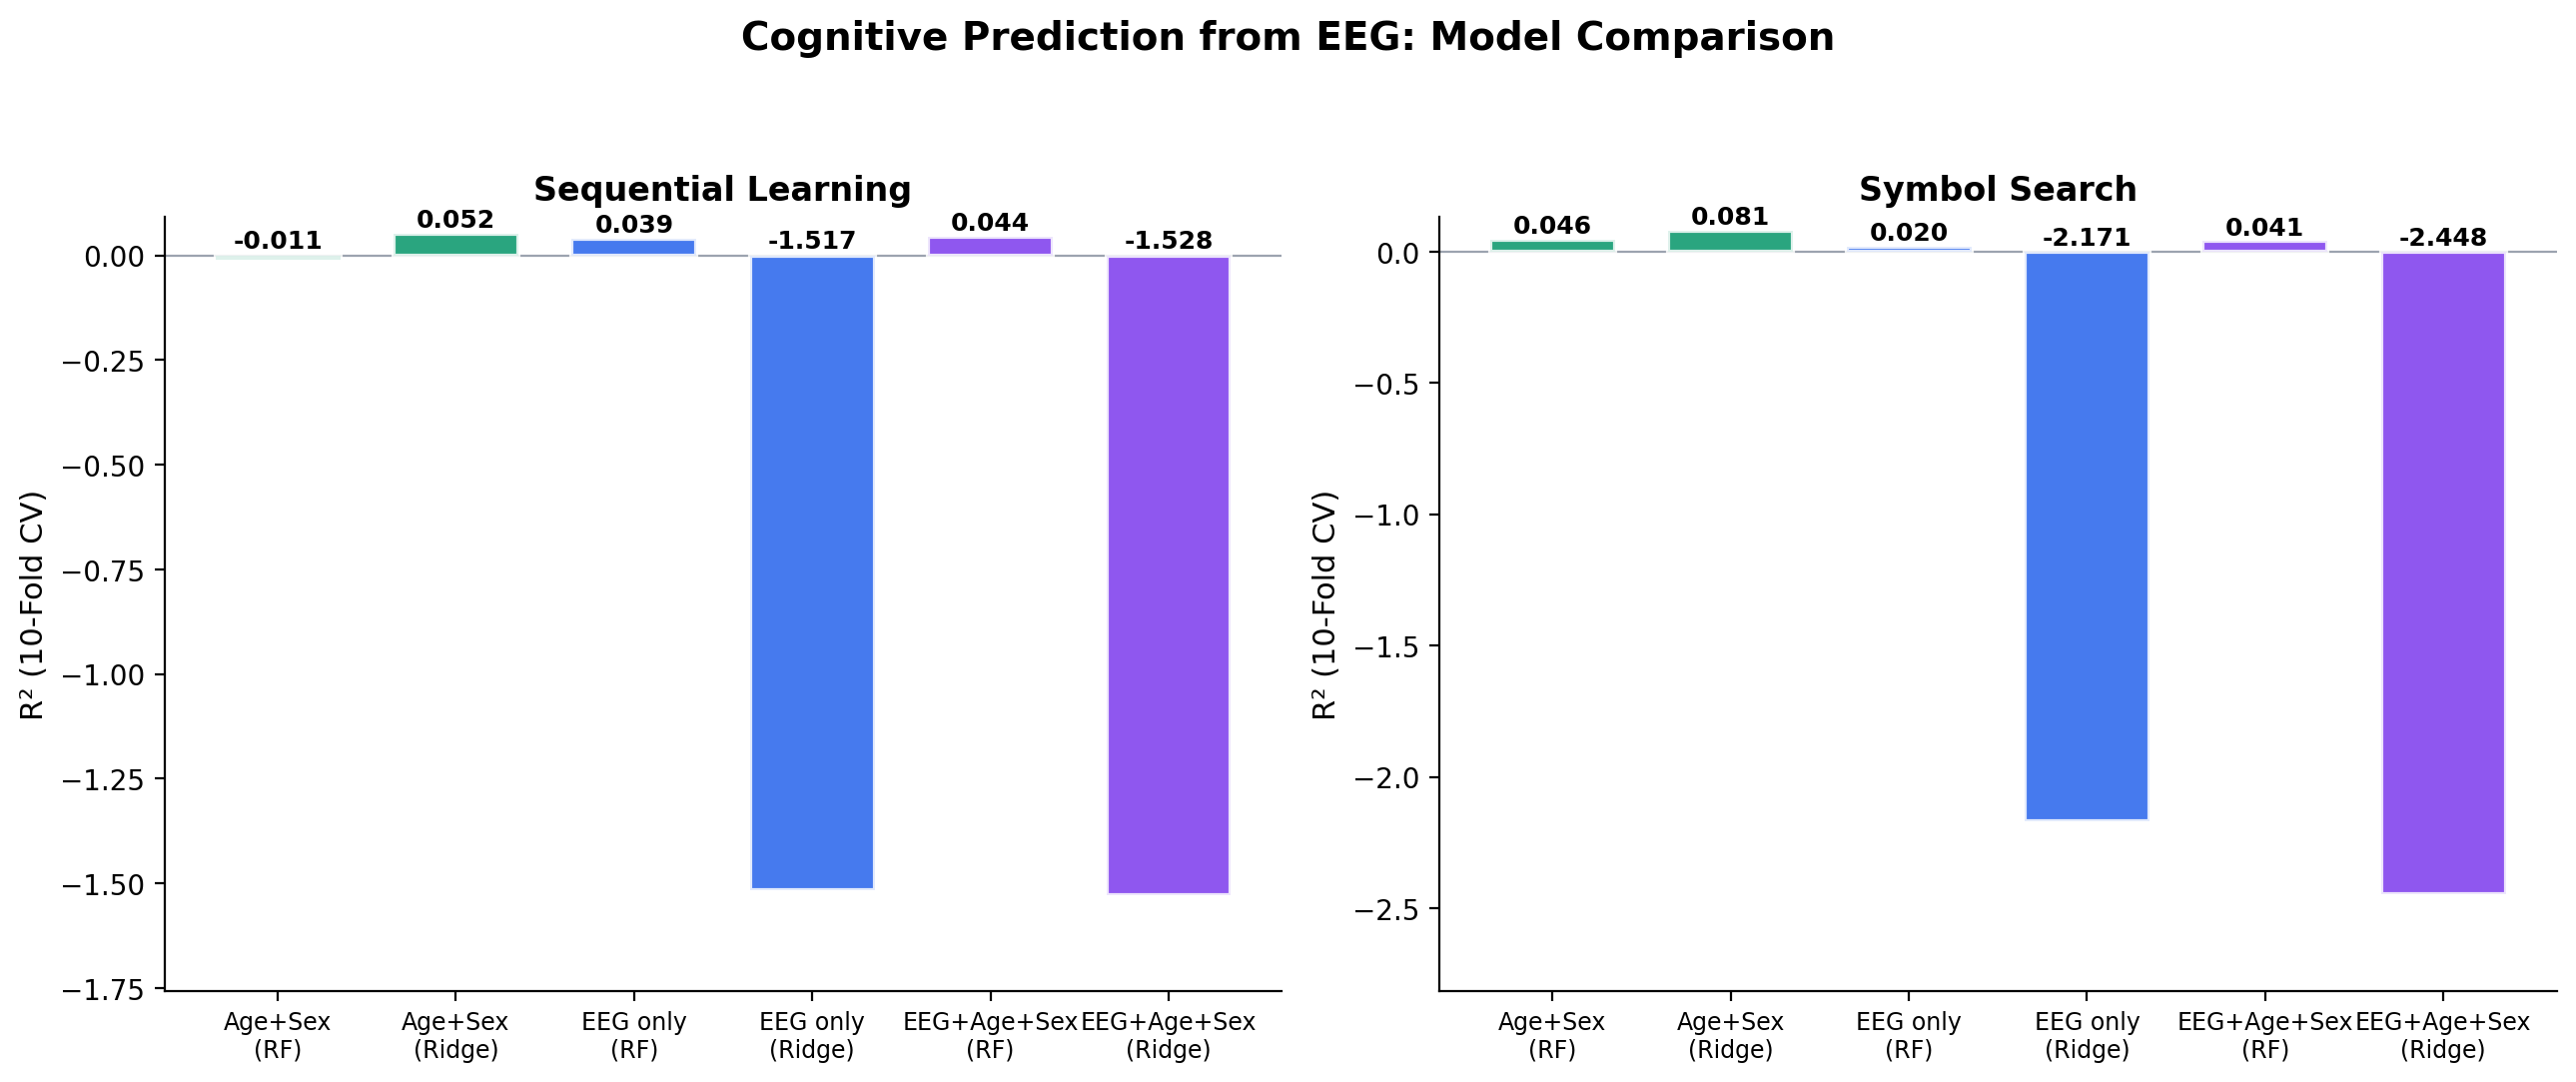 Cognitive Prediction from EEG: Model Comparison
Sequential Learning
R² (10-Fold CV)
0.00
−0.25
−0.50
−0.75
−1.00
−1.25
−1.50
−1.75
-0.011
0.052
0.039
-1.517
0.044
-1.528
Age+Sex
(RF)
Age+Sex
(Ridge)
EEG only
(RF)
EEG only
(Ridge)
EEG+Age+Sex
(RF)
EEG+Age+Sex
(Ridge)
Symbol Search
R² (10-Fold CV)
0.0
−0.5
−1.0
−1.5
−2.0
−2.5
0.046
0.081
0.020
-2.171
0.041
-2.448
Age+Sex
(RF)
Age+Sex
(Ridge)
EEG only
(RF)
EEG only
(Ridge)
EEG+Age+Sex
(RF)
EEG+Age+Sex
(Ridge)